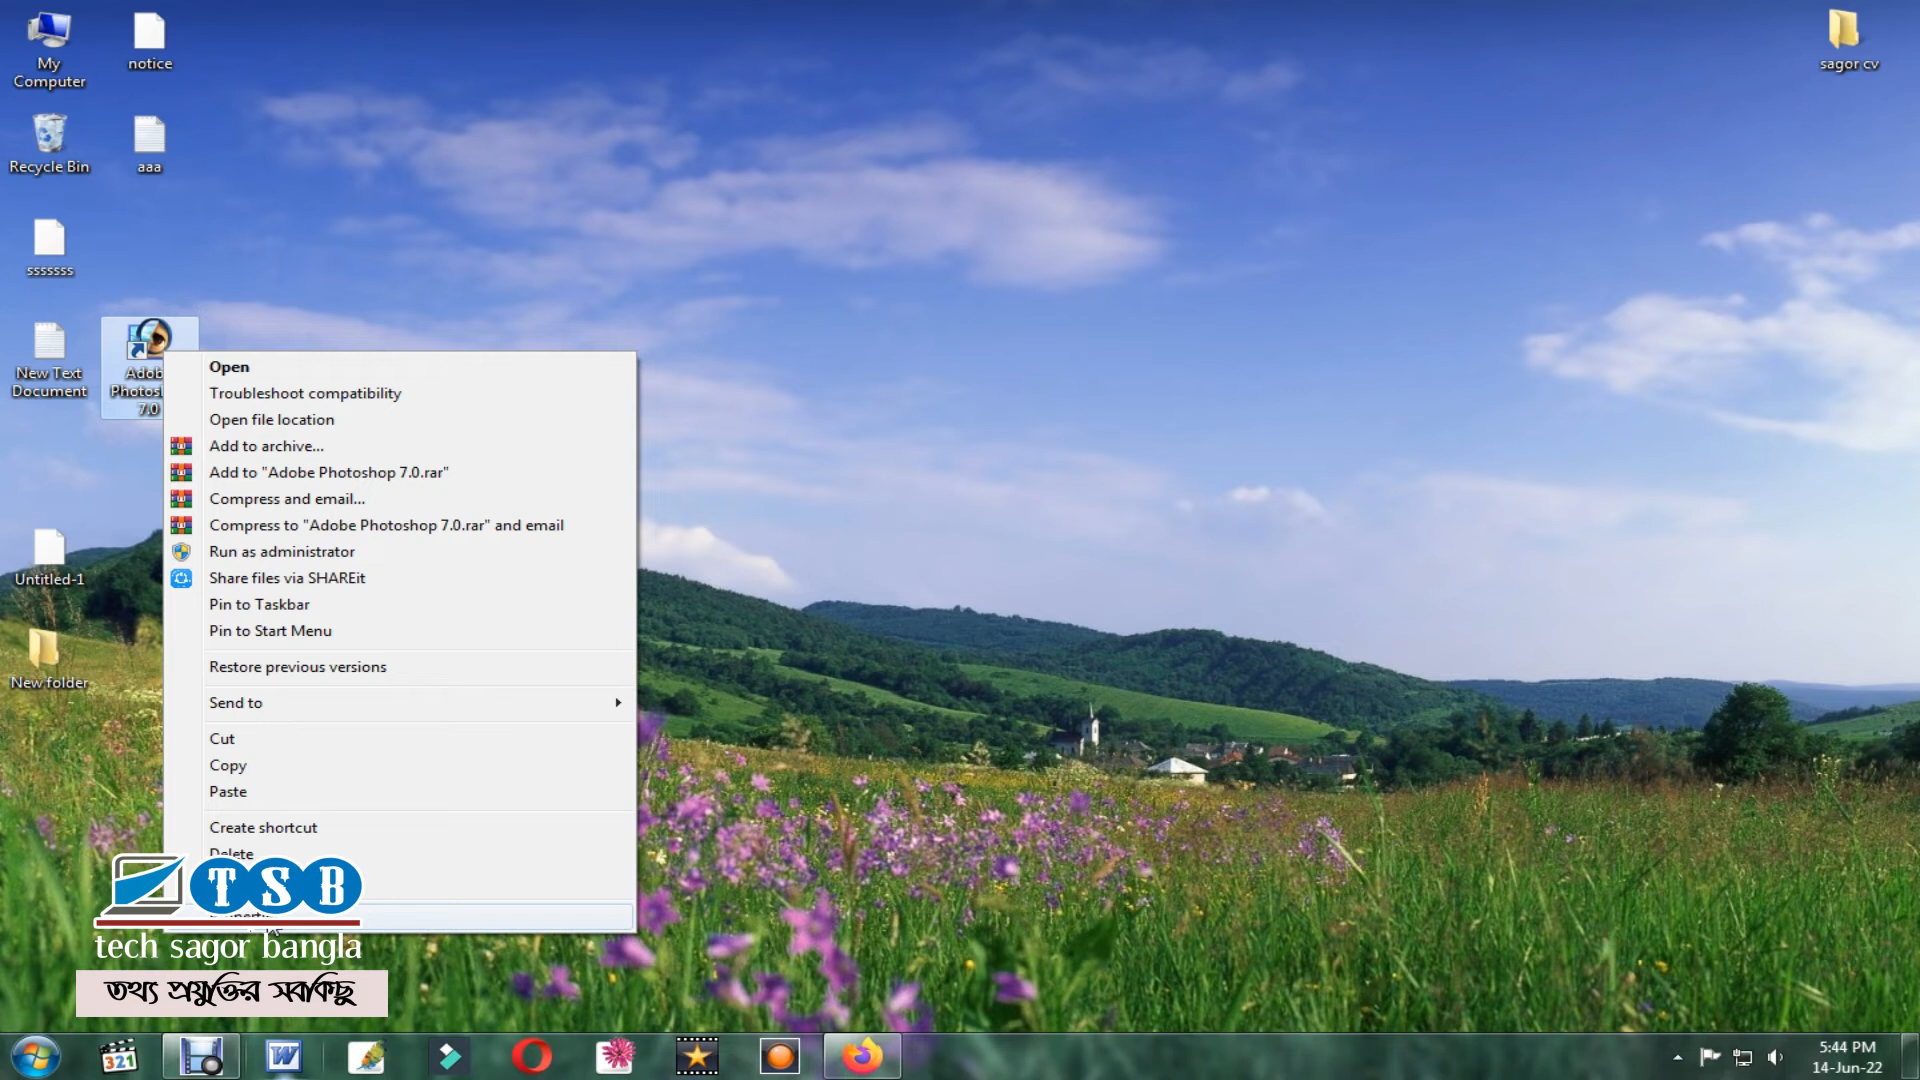 My
Computer
notice
sagor cv
Recycle Bin
aaa
sssssss
New Text
Document
7.0
Open
Troubleshoot compatibility
Open file location
Add to archive...
Add to "Adobe Photoshop 7.0.rar"
Compress and email...
Compress to "Adobe Photoshop 7.0.rar" and email
Run as administrator
Share files via SHAREit
Pin to Taskbar
Pin to Start Menu
Restore previous versions
Send to
Cut
Copy
Paste
Create shortcut
Delete
Untitled-1
New folder
TSB
tech sagor bangla
তথ্য প্রযুক্তির সবকিছু
321
W
5:44 PM
14-Jun-22